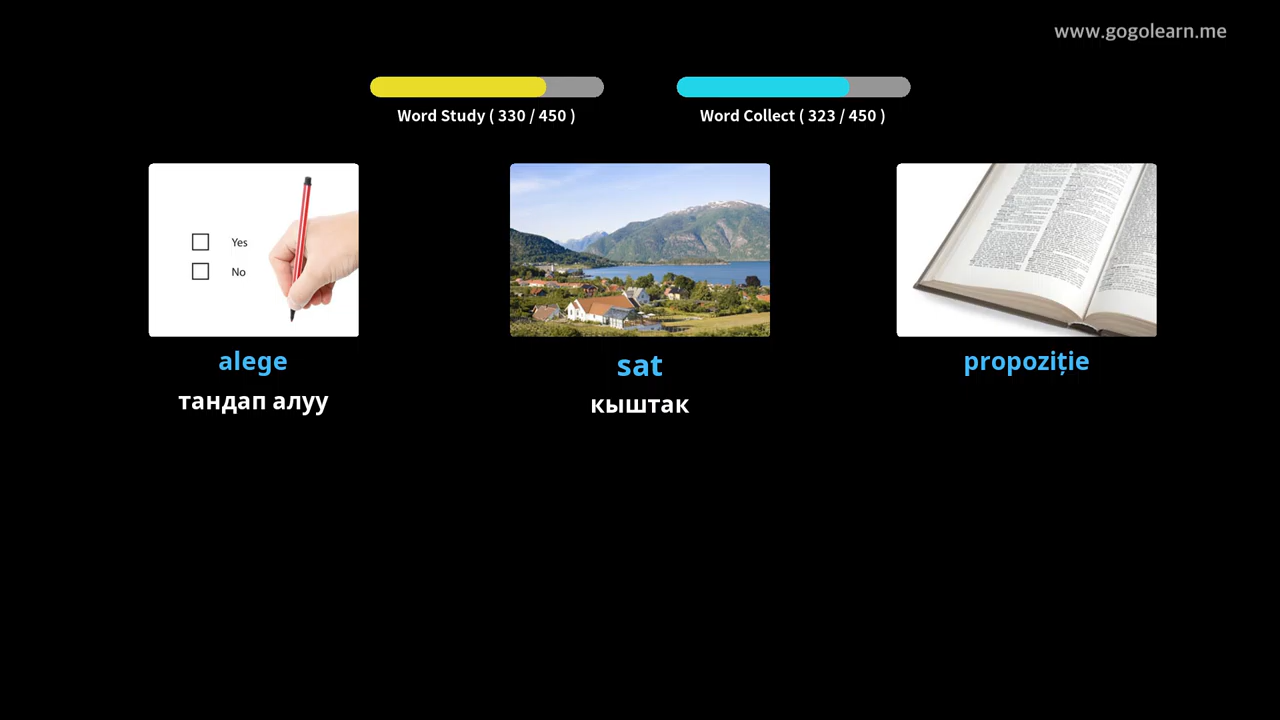 www.gogolearn.me
Word Study ( 330 / 450 )
Word Collect ( 323 / 450 )
Yes
No
alege
sat
propoziție
тандап алуу
кыштак